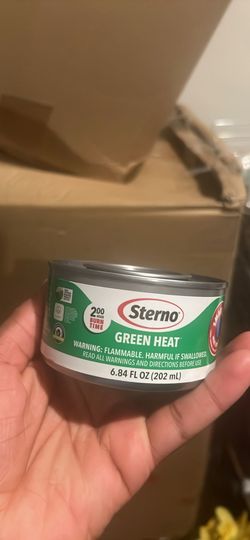 Sterno
2:00
BURN
TIME
GREEN HEAT
WARNING: FLAMMABLE. HARMFUL IF SWALLOWED.
READ ALL WARNINGS AND DIRECTIONS BEFORE USE
6.84 FL OZ (202 mL)